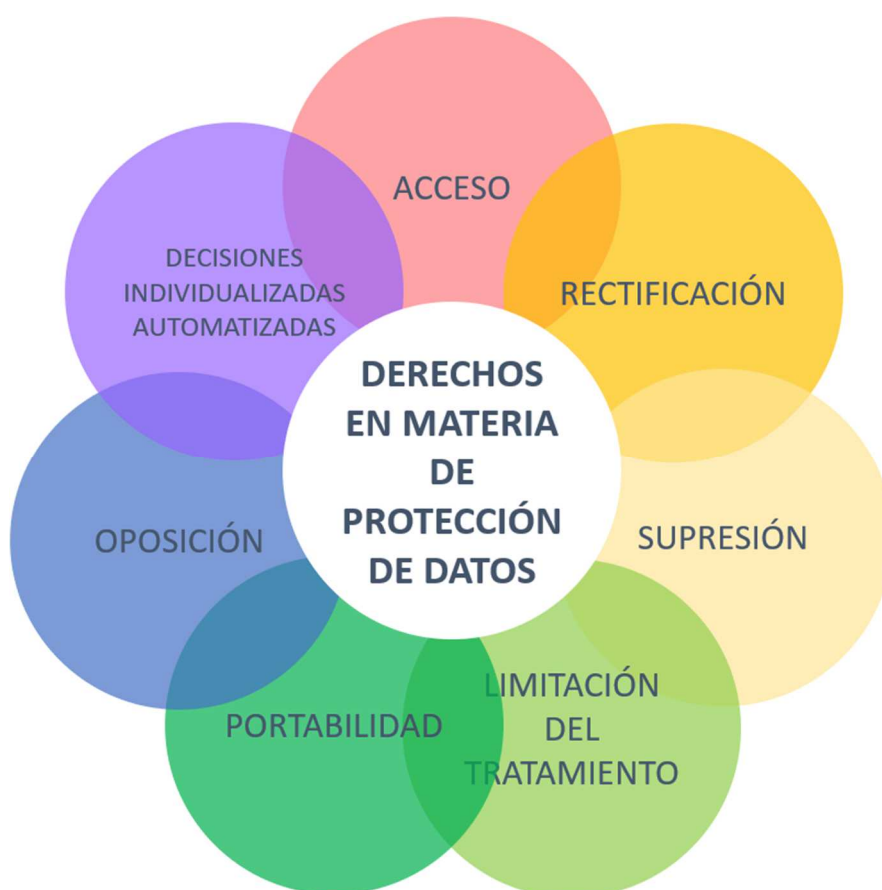 ACCESO
RECTIFICACIÓN
SUPRESIÓN
LIMITACIÓN
DEL
TRATAMIENTO
PORTABILIDAD
OPOSICIÓN
DECISIONES
INDIVIDUALIZADAS
AUTOMATIZADAS
DERECHOS
EN MATERIA
DE
PROTECCIÓN
DE DATOS